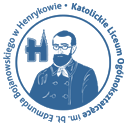 Katolickie Liceum Ogólnokształcące im. bł. Edmunda Bojanowskiego w Henrykowie •